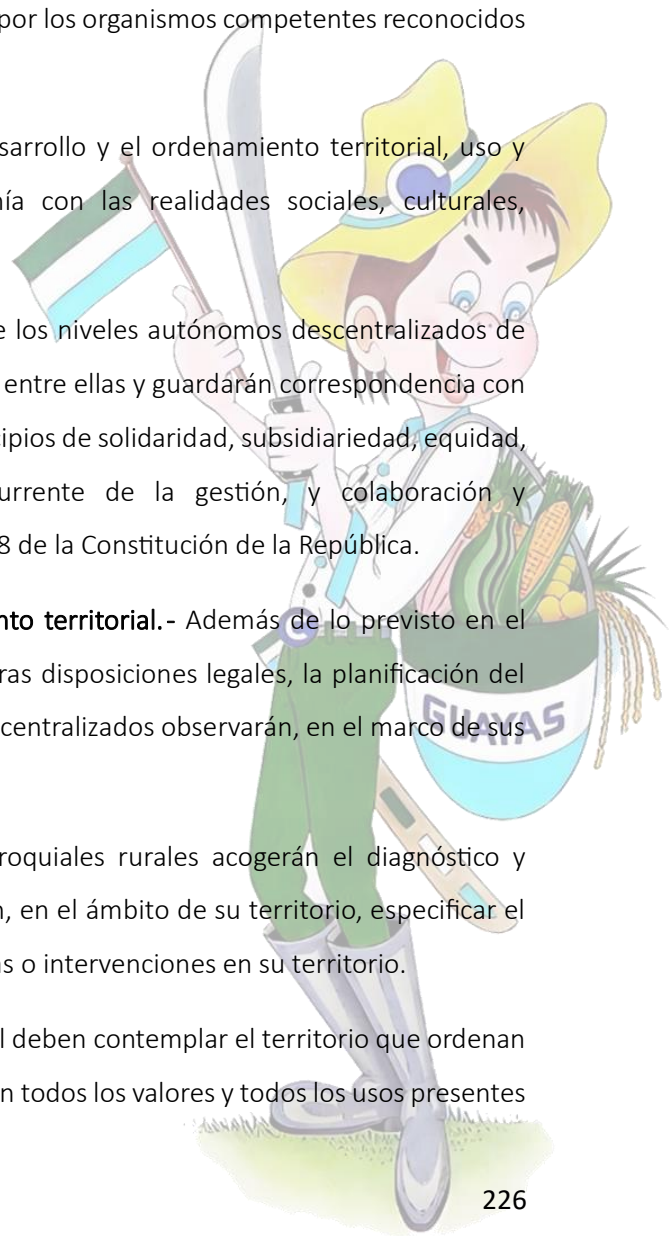 por los organismos competentes reconocidos
sarrollo y el ordenamiento territorial, uso y
nía con las realidades sociales, culturales,
e los niveles autónomos descentralizados de
entre ellas y guardarán correspondencia con
cipios de solidaridad, subsidiariedad, equidad,
urrente de la gestión, y colaboración y
8 de la Constitución de la República.
nto territorial.- Además de lo previsto en el
ras disposiciones legales, la planificación del
centralizados observarán, en el marco de sus
GUAYAS
roquiales rurales acogerán el diagnóstico y
n, en el ámbito de su territorio, especificar el
as o intervenciones en su territorio.
l deben contemplar el territorio que ordenan
n todos los valores y todos los usos presentes
226